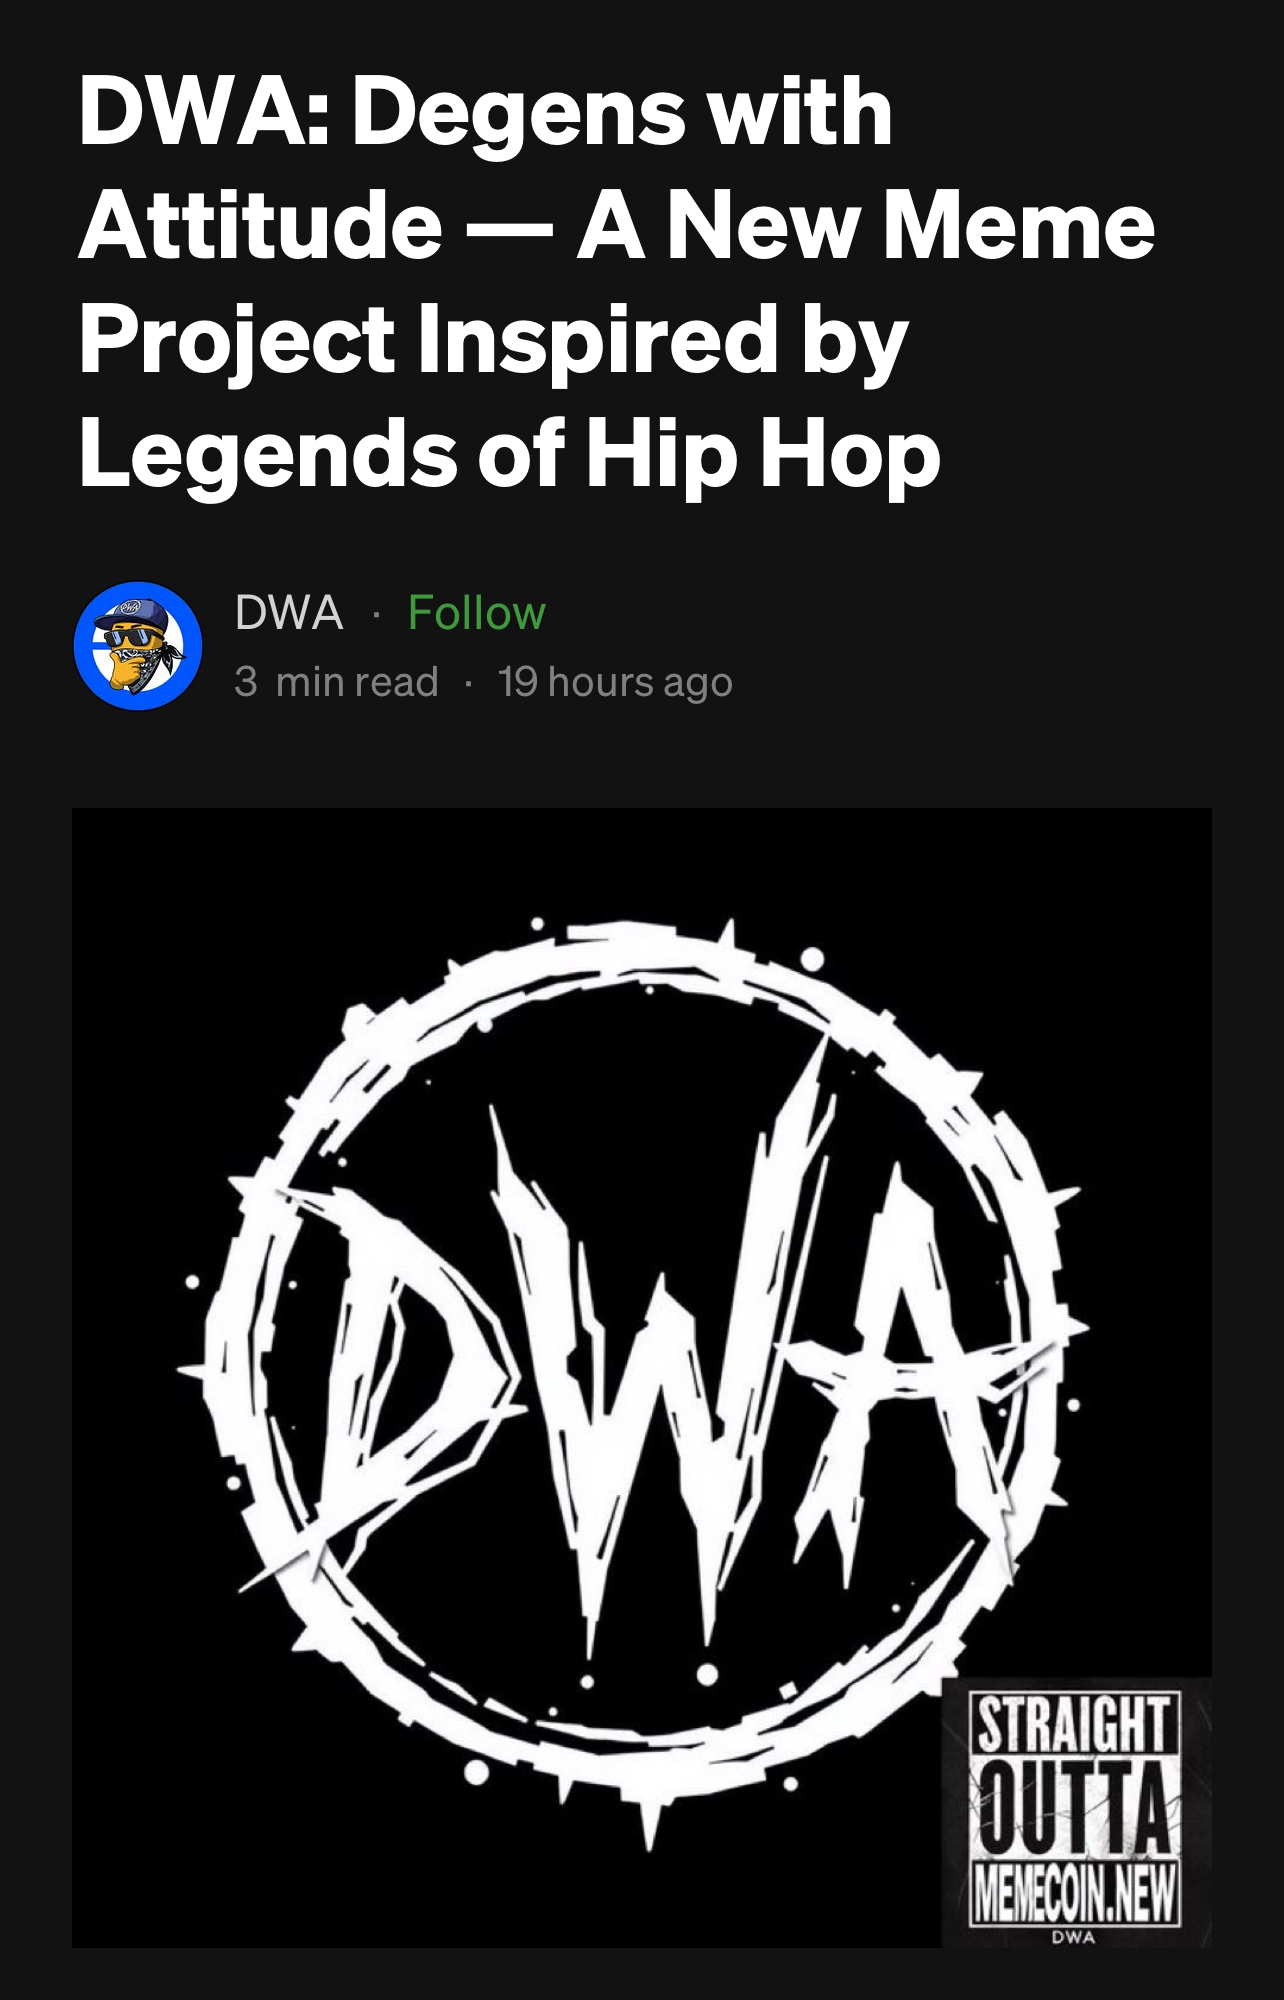 DWA: Degens with
Attitude — A New Meme
Project Inspired by
Legends of Hip Hop
DWA · Follow
3 min read · 19 hours ago
DWA
STRAIGHT
OUTTA
MEMECOIN.NEW
DWA